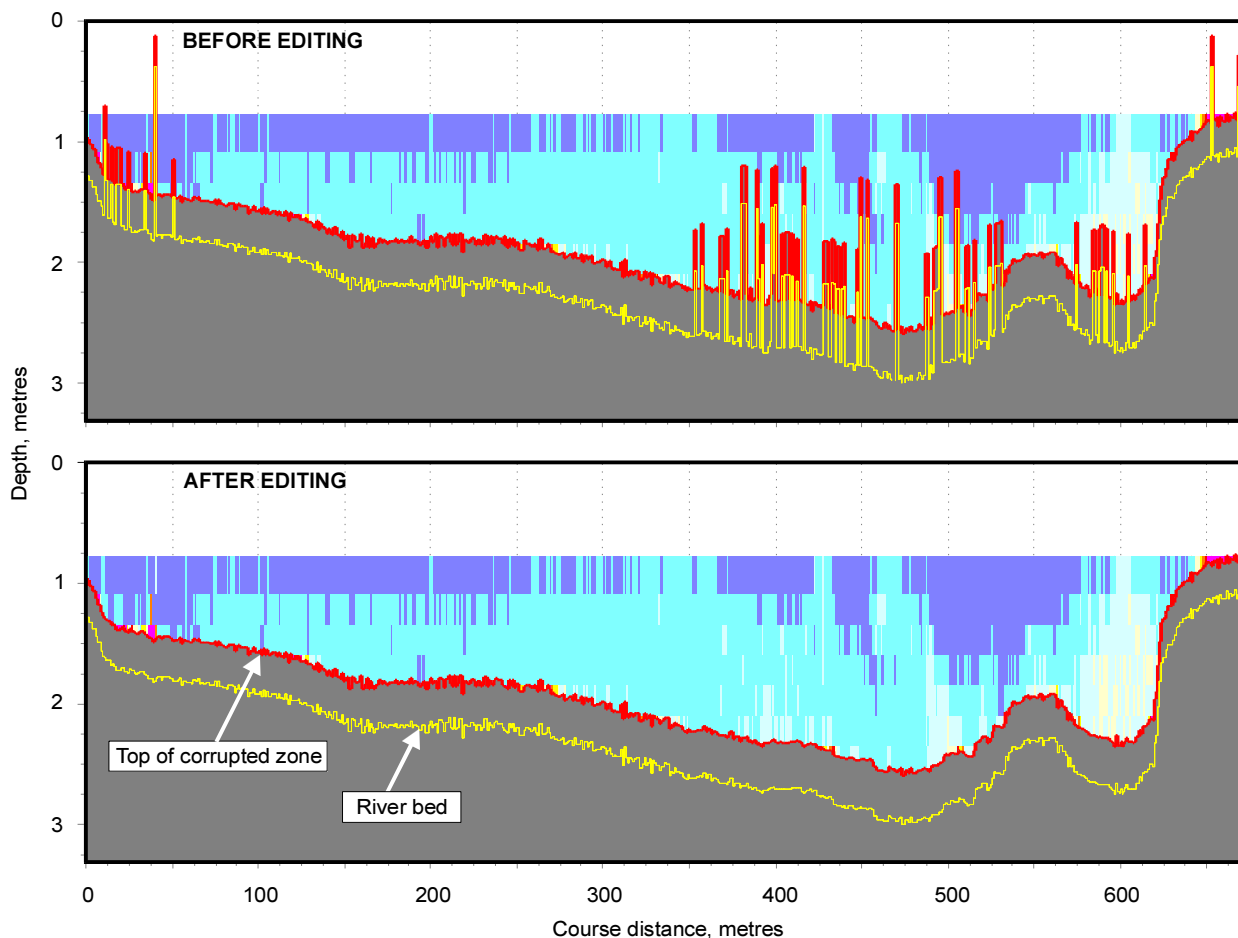 0
BEFORE EDITING
1
2
3
Depth, metres
0
AFTER EDITING
1
2
Top of corrupted zone
River bed
3
0 100 200 300 400 500 600
Course distance, metres